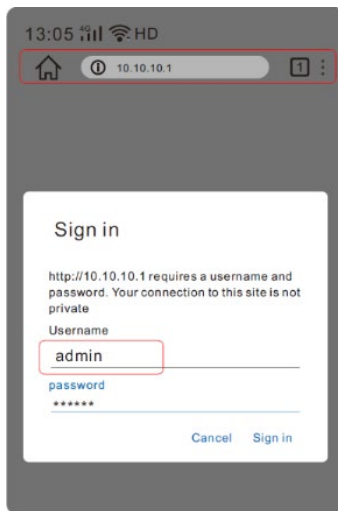 13:05 4G HD
10.10.10.1 1
Sign in
http://10.10.10.1 requires a username and
password. Your connection to this site is not
private
Username
admin
password
******
Cancel Sign in